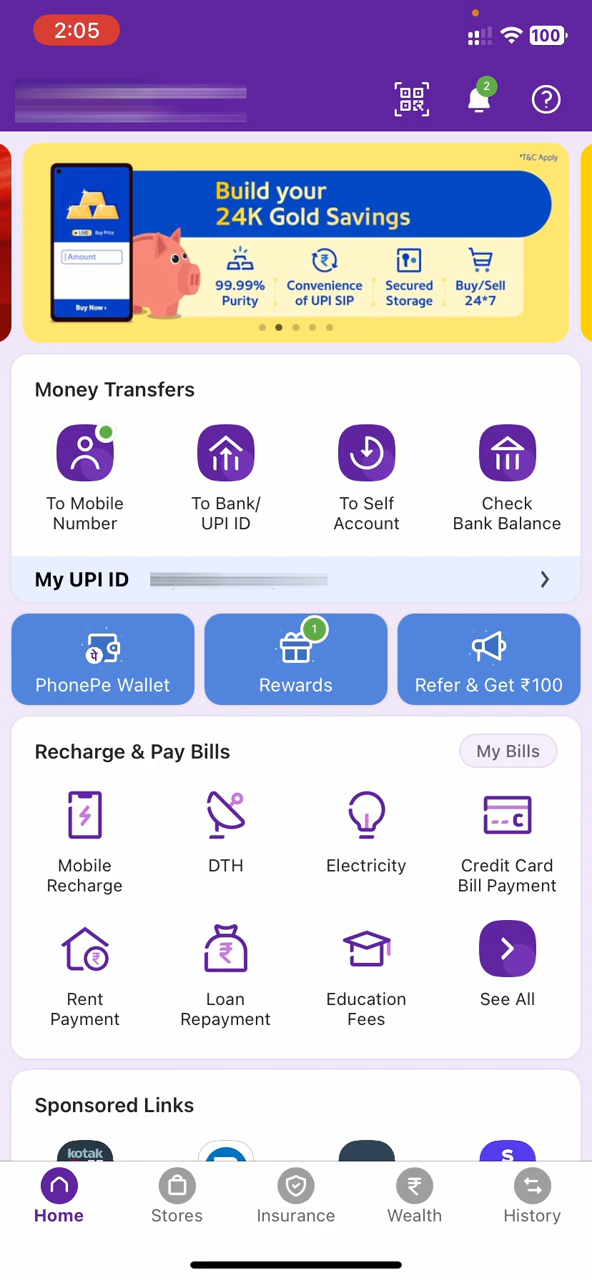 2:05
100
2
*T&C Apply
Build your
24K Gold Savings
LIVE Buy Price
Amount
Buy Now ›
99.99%
Purity
Convenience
of UPI SIP
Secured
Storage
Buy/Sell
24*7
Money Transfers
To Mobile
Number
To Bank/
UPI ID
To Self
Account
Check
Bank Balance
My UPI ID
पे
PhonePe Wallet
1
Rewards
Refer & Get ₹100
Recharge & Pay Bills
My Bills
Mobile
Recharge
DTH
Electricity
Credit Card
Bill Payment
Rent
Payment
Loan
Repayment
Education
Fees
See All
Sponsored Links
kotak
S
Home
Stores
Insurance
Wealth
History